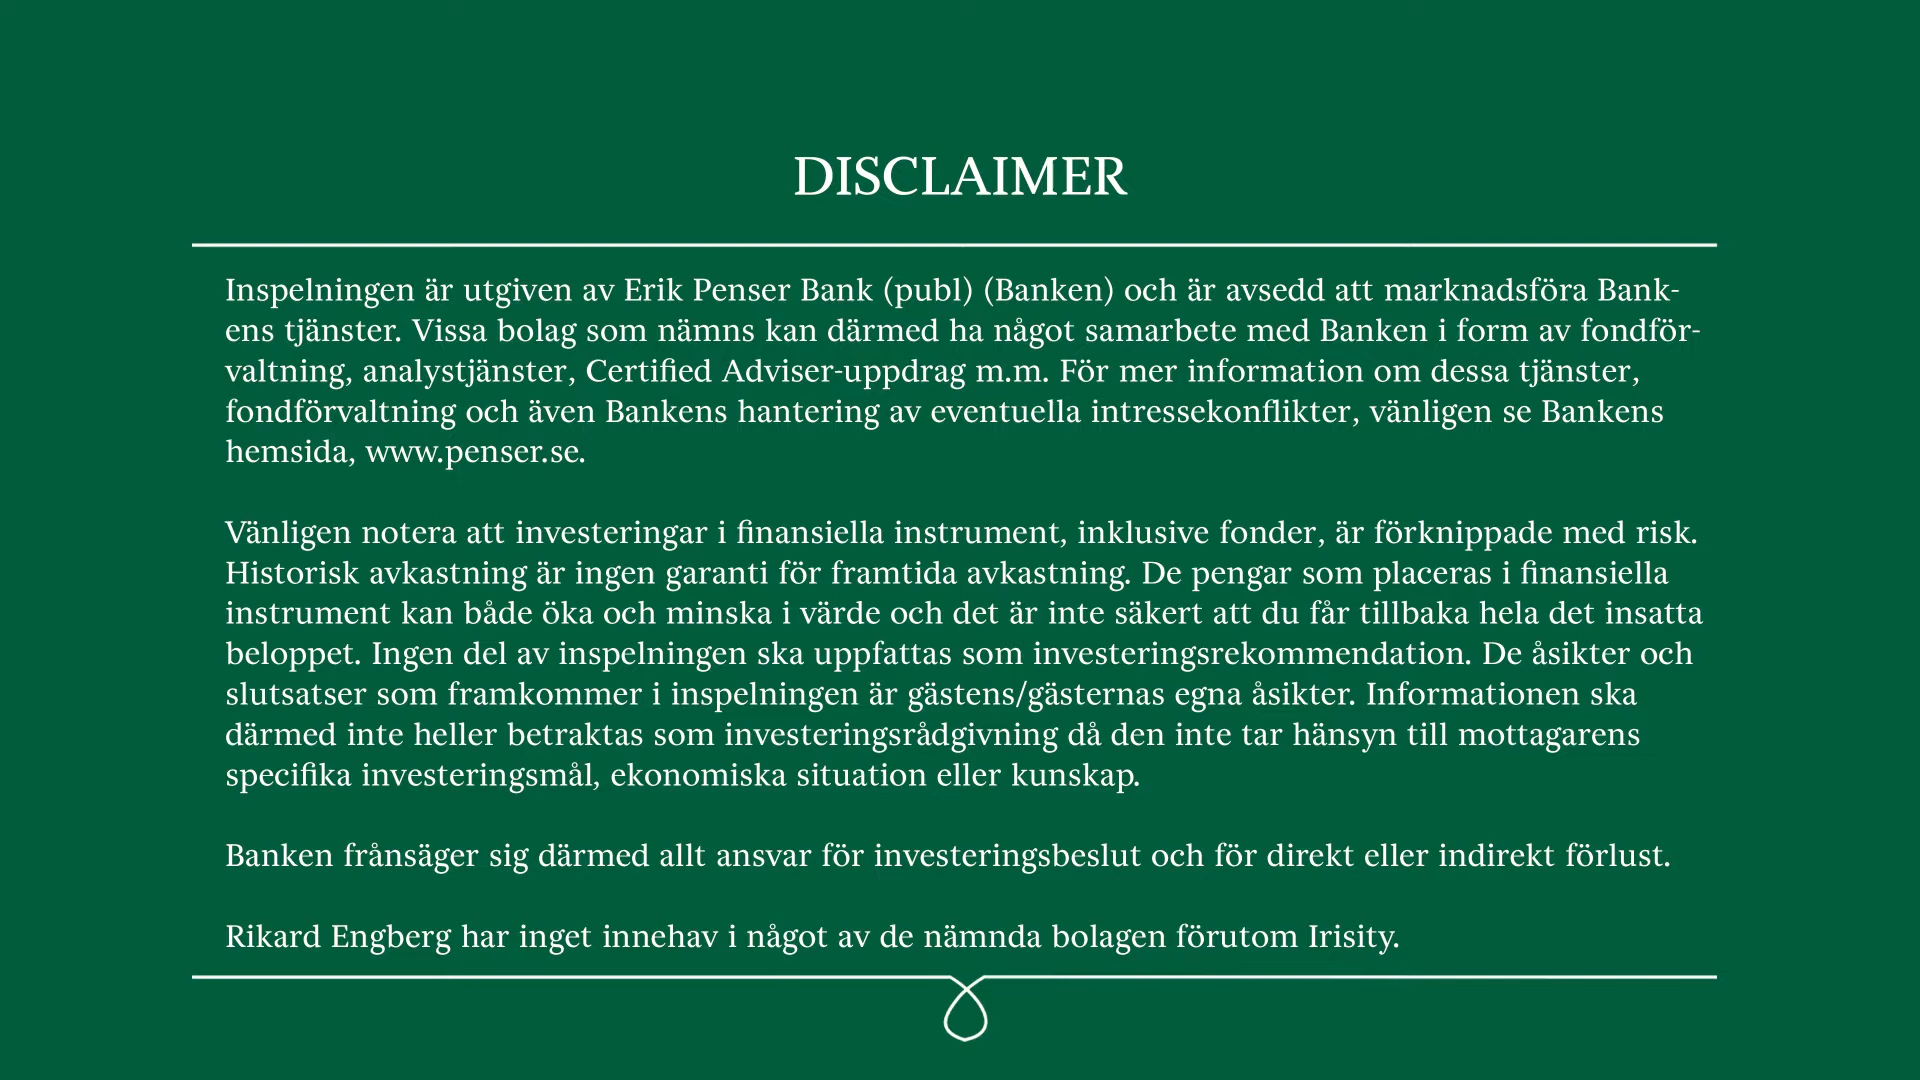 DISCLAIMER
Inspelningen är utgiven av Erik Penser Bank (publ) (Banken) och är avsedd att marknadsföra Bank-
ens tjänster. Vissa bolag som nämns kan därmed ha något samarbete med Banken i form av fondför-
valtning, analystjänster, Certified Adviser-uppdrag m.m. För mer information om dessa tjänster,
fondförvaltning och även Bankens hantering av eventuella intressekonflikter, vänligen se Bankens
hemsida, www.penser.se.
Vänligen notera att investeringar i finansiella instrument, inklusive fonder, är förknippade med risk.
Historisk avkastning är ingen garanti för framtida avkastning. De pengar som placeras i finansiella
instrument kan både öka och minska i värde och det är inte säkert att du får tillbaka hela det insatta
beloppet. Ingen del av inspelningen ska uppfattas som investeringsrekommendation. De åsikter och
slutsatser som framkommer i inspelningen är gästens/gästernas egna åsikter. Informationen ska
därmed inte heller betraktas som investeringsrådgivning då den inte tar hänsyn till mottagarens
specifika investeringsmål, ekonomiska situation eller kunskap.
Banken frånsäger sig därmed allt ansvar för investeringsbeslut och för direkt eller indirekt förlust.
Rikard Engberg har inget innehav i något av de nämnda bolagen förutom Irisity.